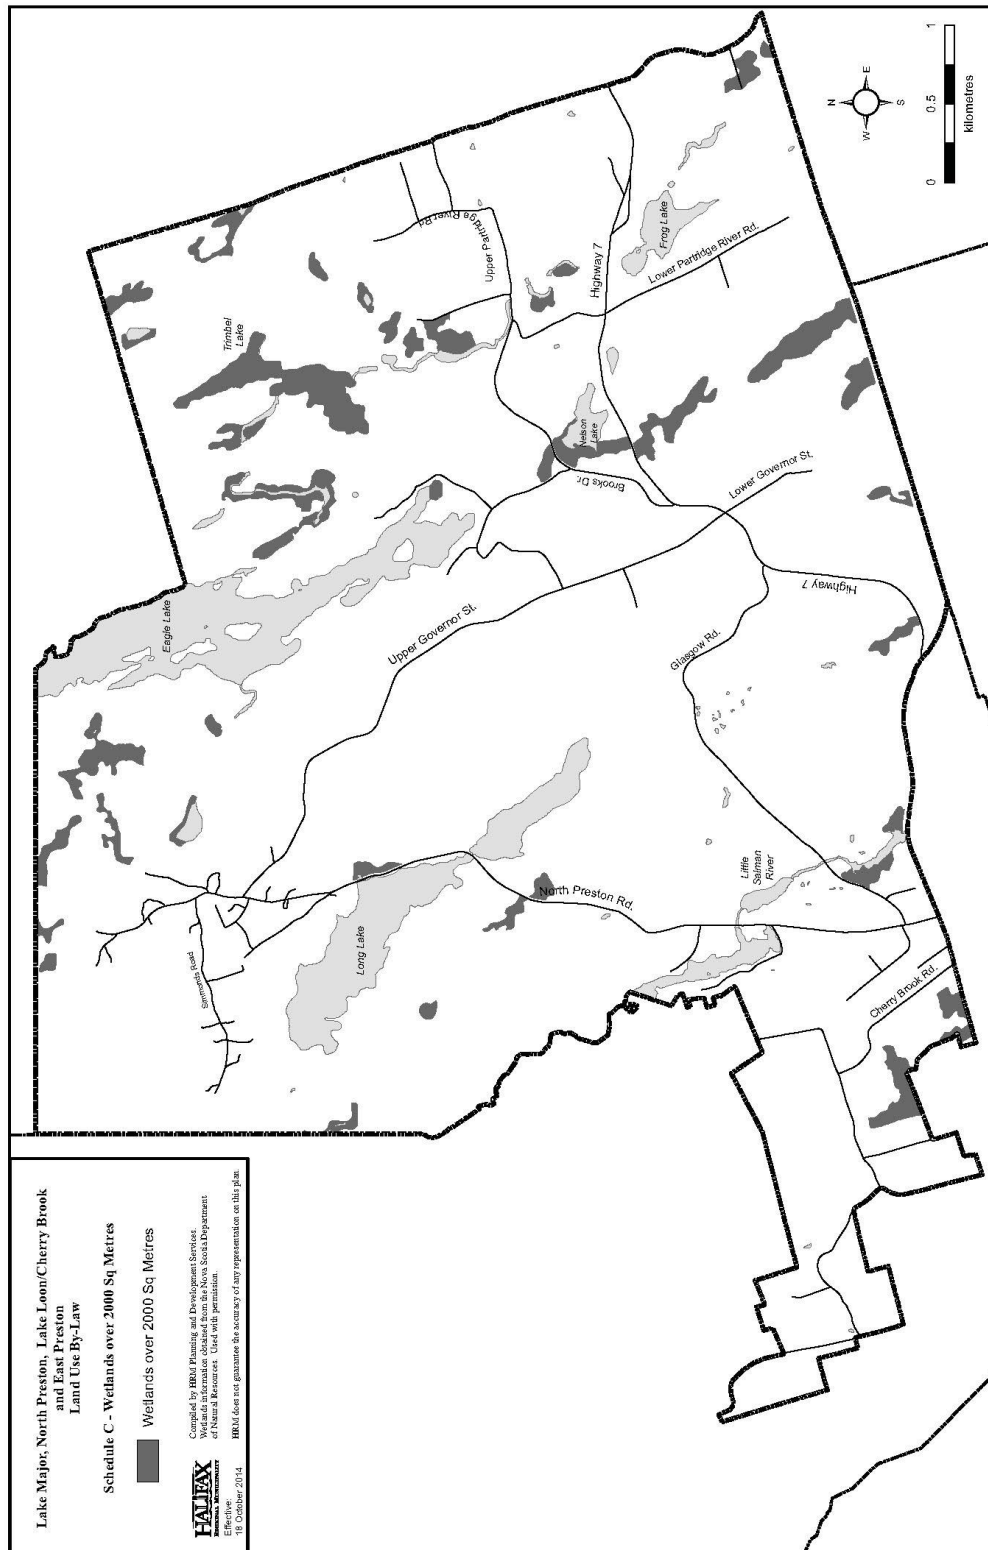 Lake Major, North Preston, Lake Loon/Cherry Brook
and East Preston
Land Use By-Law
Schedule C - Wetlands over 2000 Sq Metres
Wetlands over 2000 Sq Metres
HALIFAX
REGIONAL MUNICIPALITY
Effective:
18 October 2014
Compiled by HRM Planning and Development Services.
Wetlands information obtained from the Nova Scotia Department
of Natural Resources. Used with permission.
HRM does not guarantee the accuracy of any representation on this plan.
Simmonds Road
Long Lake
North Preston Rd.
Little
Salman
River
Cherry Brook Rd.
Eagle Lake
Upper Governor St.
Glasgow Rd.
Highway 7
Lower Governor St.
Brooks Dr.
Nelson
Lake
Trimbel
Lake
Upper Partridge River Rd
Highway 7
Lower Partridge River Rd.
Frog Lake
N
E
S
W
0
0.5
1
kilometres